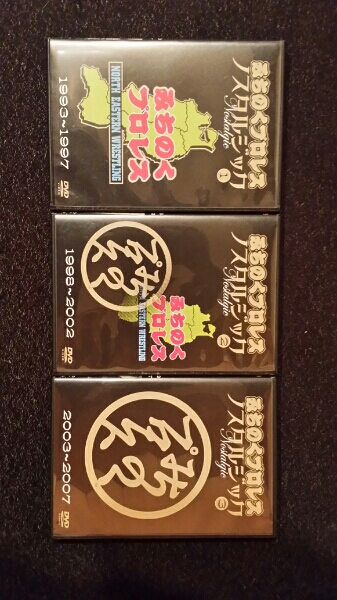 みちのくプロレス
ノスタルジッカ
Nostalgic
1
みちのく
プロレス
NORTH EASTERN WRESTLING
1993~1997
DVD
みちのくプロレス
ノスタルジッカ
Nostalgic
2
みちのく
プロレス
EASTERN WRESTLING
1998~2002
DVD
みちのくプロレス
ノスタルジッカ
Nostalgic
3
2003~2007
DVD